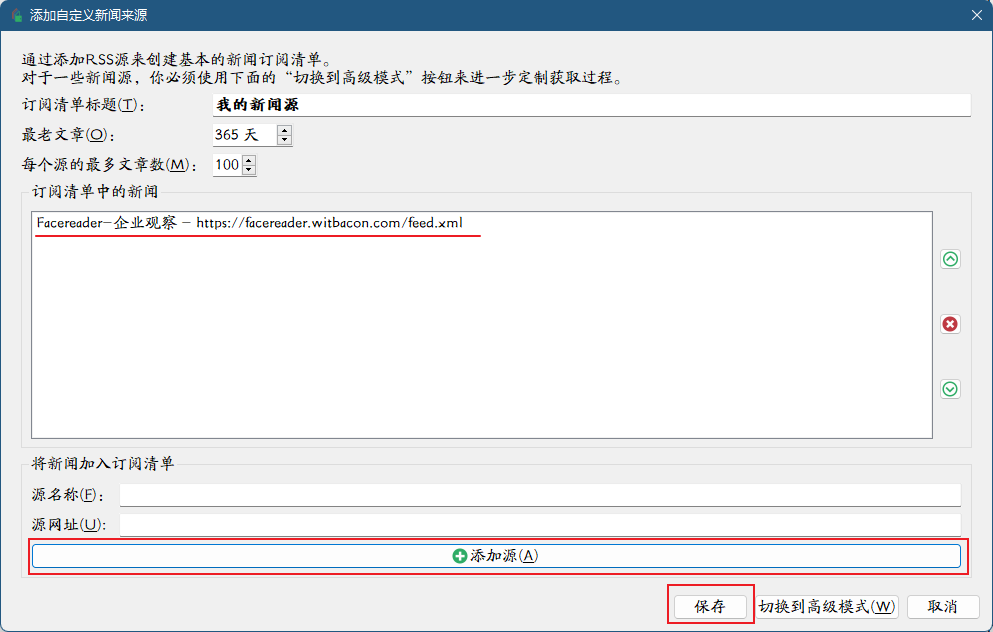 添加自定义新闻来源
通过添加RSS源来创建基本的新闻订阅清单。
对于一些新闻源，你必须使用下面的“切换到高级模式”按钮来进一步定制获取过程。
订阅清单标题(T)： 我的新闻源
最老文章(O)： 365 天
每个源的最多文章数(M)： 100
订阅清单中的新闻
Facereader-企业观察 - https://facereader.witbacon.com/feed.xml
将新闻加入订阅清单
源名称(F)：
源网址(U)：
添加源(A)
保存 切换到高级模式(W) 取消